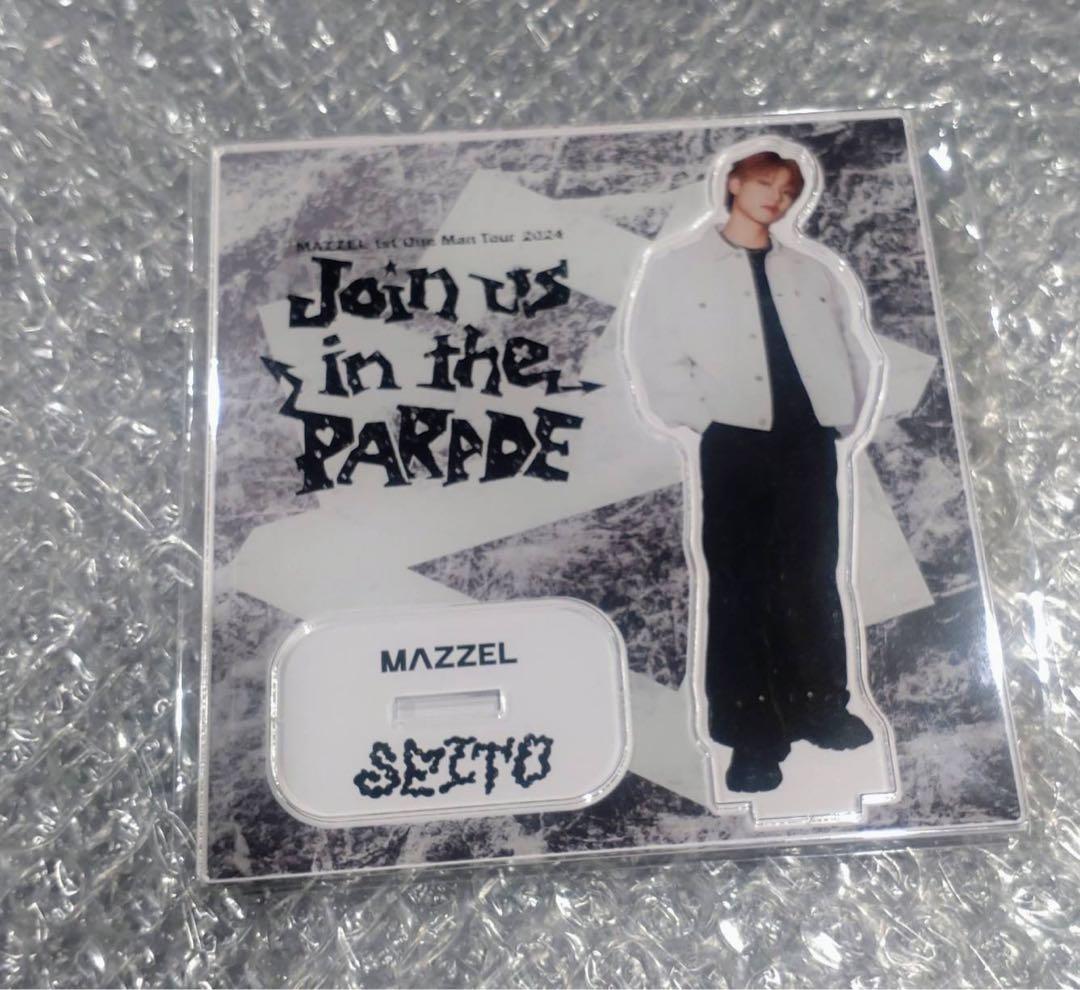 MAZZEL 1st One Man Tour 2024
Join us
in the
PARADE
MAZZEL
SEITO